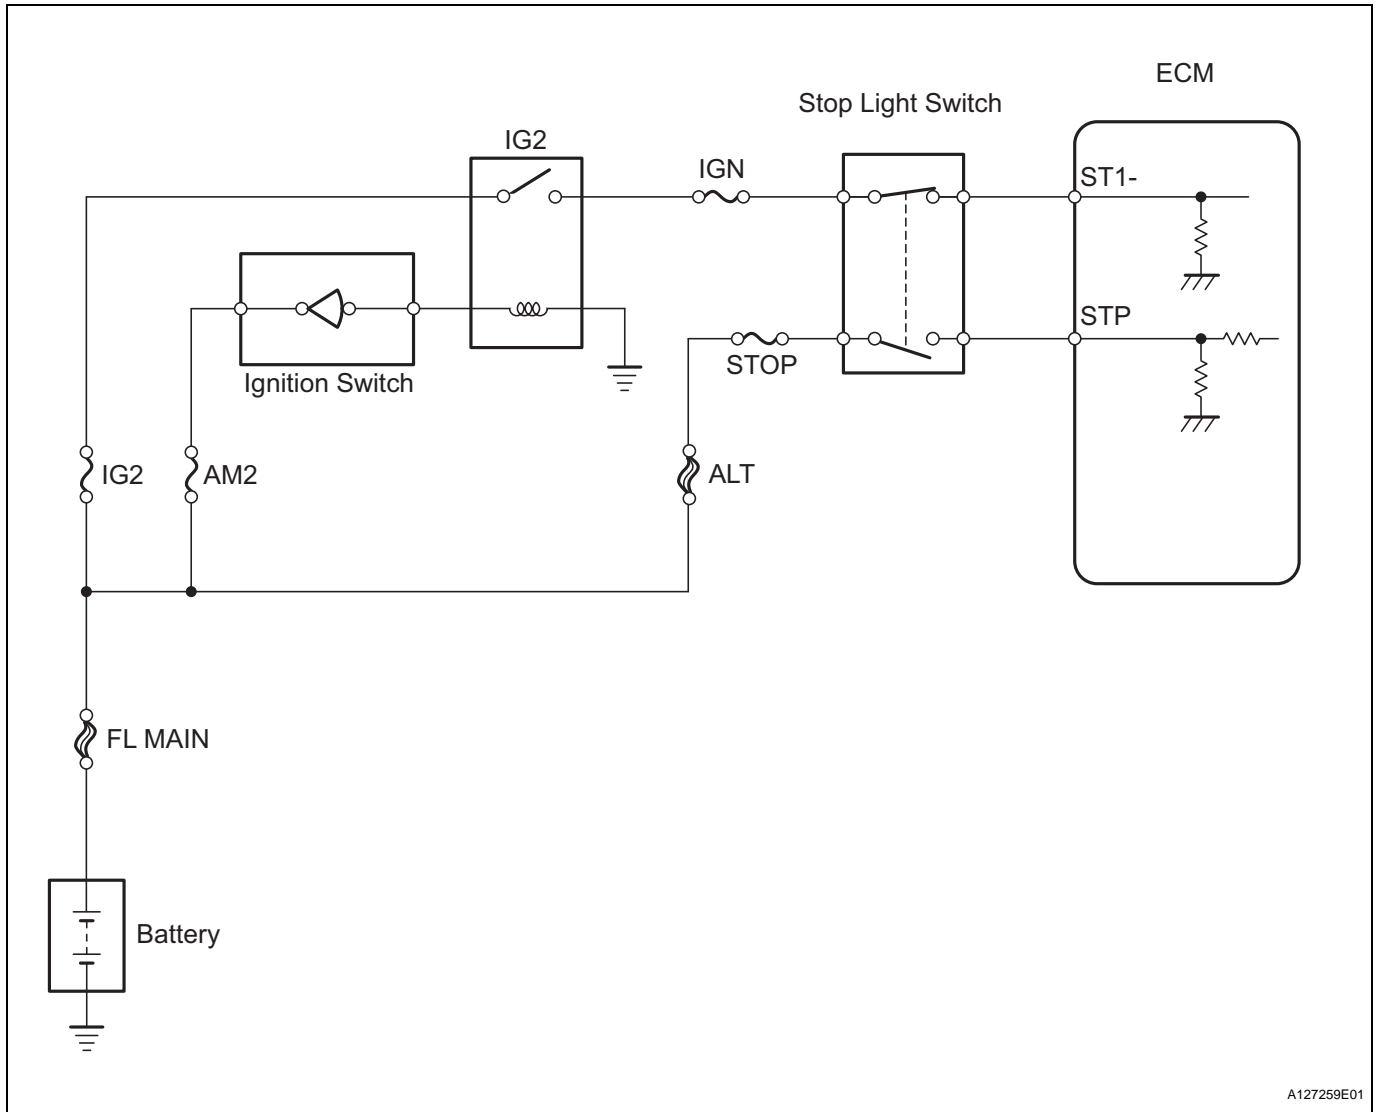 ECM
Stop Light Switch
IG2
IGN
ST1-
STP
STOP
Ignition Switch
IG2
AM2
ALT
FL MAIN
Battery
A127259E01